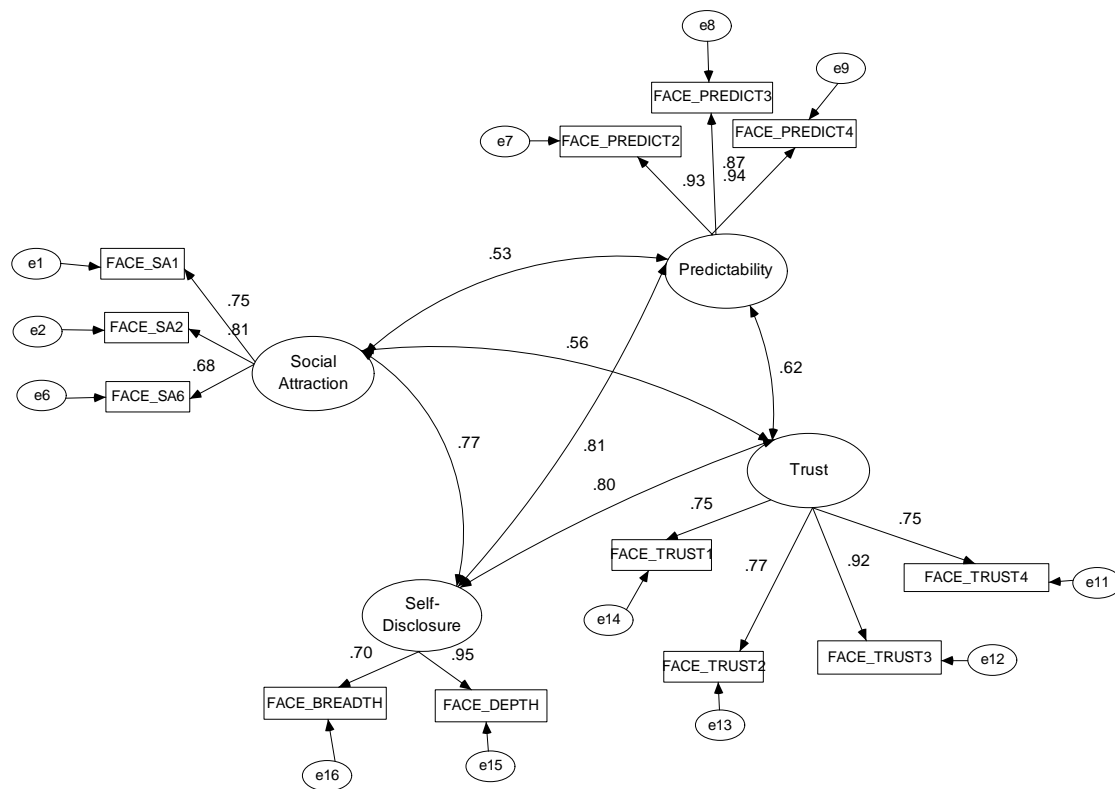 e8
e9
FACE_PREDICT3
FACE_PREDICT4
e7
FACE_PREDICT2
.87
.94
.93
Predictability
.53
e1
FACE_SA1
.75
e2
FACE_SA2
.81
.68
e6
FACE_SA6
Social
Attraction
.56
.62
.77
.81
.80
Trust
.75
.75
FACE_TRUST1
.77
.92
FACE_TRUST4
e11
e14
FACE_TRUST2
FACE_TRUST3
e12
e13
Self-
Disclosure
.70
.95
FACE_BREADTH
FACE_DEPTH
e16
e15